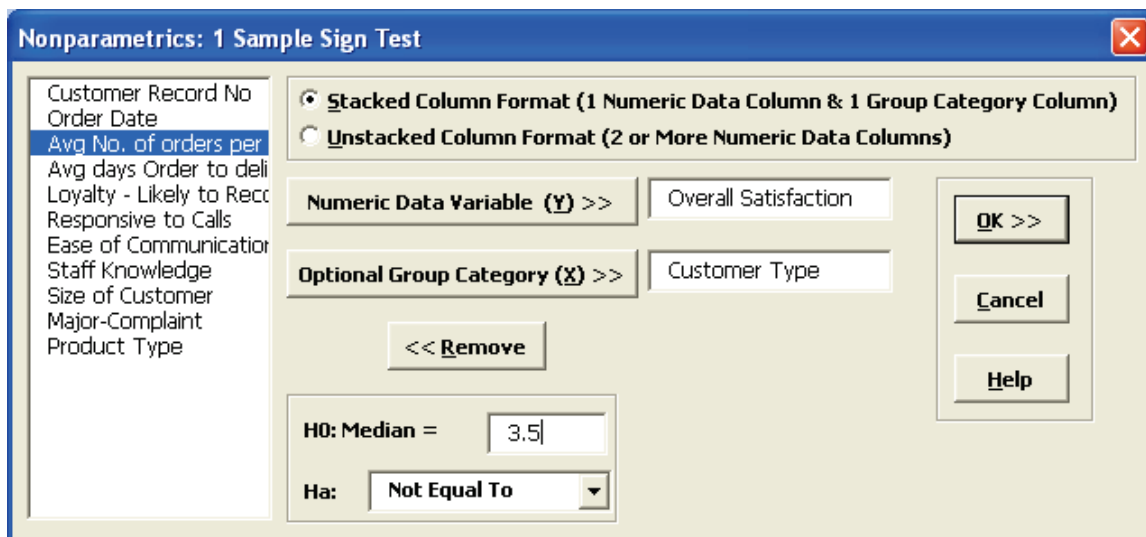 Nonparametrics: 1 Sample Sign Test
Customer Record No
Order Date
Avg No. of orders per
Avg days Order to deli
Loyalty - Likely to Reco
Responsive to Calls
Ease of Communication
Staff Knowledge
Size of Customer
Major-Complaint
Product Type
Stacked Column Format (1 Numeric Data Column & 1 Group Category Column)
Unstacked Column Format (2 or More Numeric Data Columns)
Numeric Data Variable (Y) >> Overall Satisfaction
Optional Group Category (X) >> Customer Type
<< Remove
H0: Median = 3.5
Ha: Not Equal To
OK >>
Cancel
Help